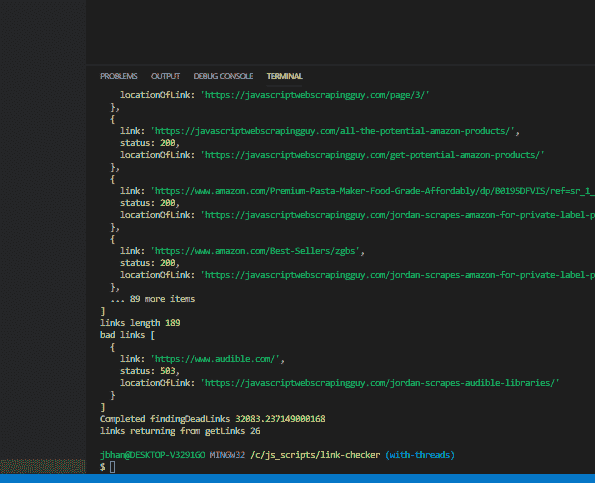 PROBLEMS OUTPUT DEBUG CONSOLE TERMINAL
locationOfLink: 'https://javascriptwebscrapingguy.com/page/3/'
},
{
link: 'https://javascriptwebscrapingguy.com/all-the-potential-amazon-products/',
status: 200,
locationOfLink: 'https://javascriptwebscrapingguy.com/get-potential-amazon-products/'
},
{
link: 'https://www.amazon.com/Premium-Pasta-Maker-Food-Grade-Affordably/dp/B019SDFVIS/ref=sr_1_
status: 200,
locationOfLink: 'https://javascriptwebscrapingguy.com/jordan-scrapes-amazon-for-private-label-p
},
{
link: 'https://www.amazon.com/Best-Sellers/zgbs',
status: 200,
locationOfLink: 'https://javascriptwebscrapingguy.com/jordan-scrapes-amazon-for-private-label-p
},
... 89 more items
]
links length 189
bad links [
{
link: 'https://www.audible.com/',
status: 503,
locationOfLink: 'https://javascriptwebscrapingguy.com/jordan-scrapes-audible-libraries/'
}
]
Completed findingDeadLinks 32083.237149000168
links returning from getLinks 26
jbhan@DESKTOP-V3291GO MINGW32 /c/js_scripts/link-checker (with-threads)
$